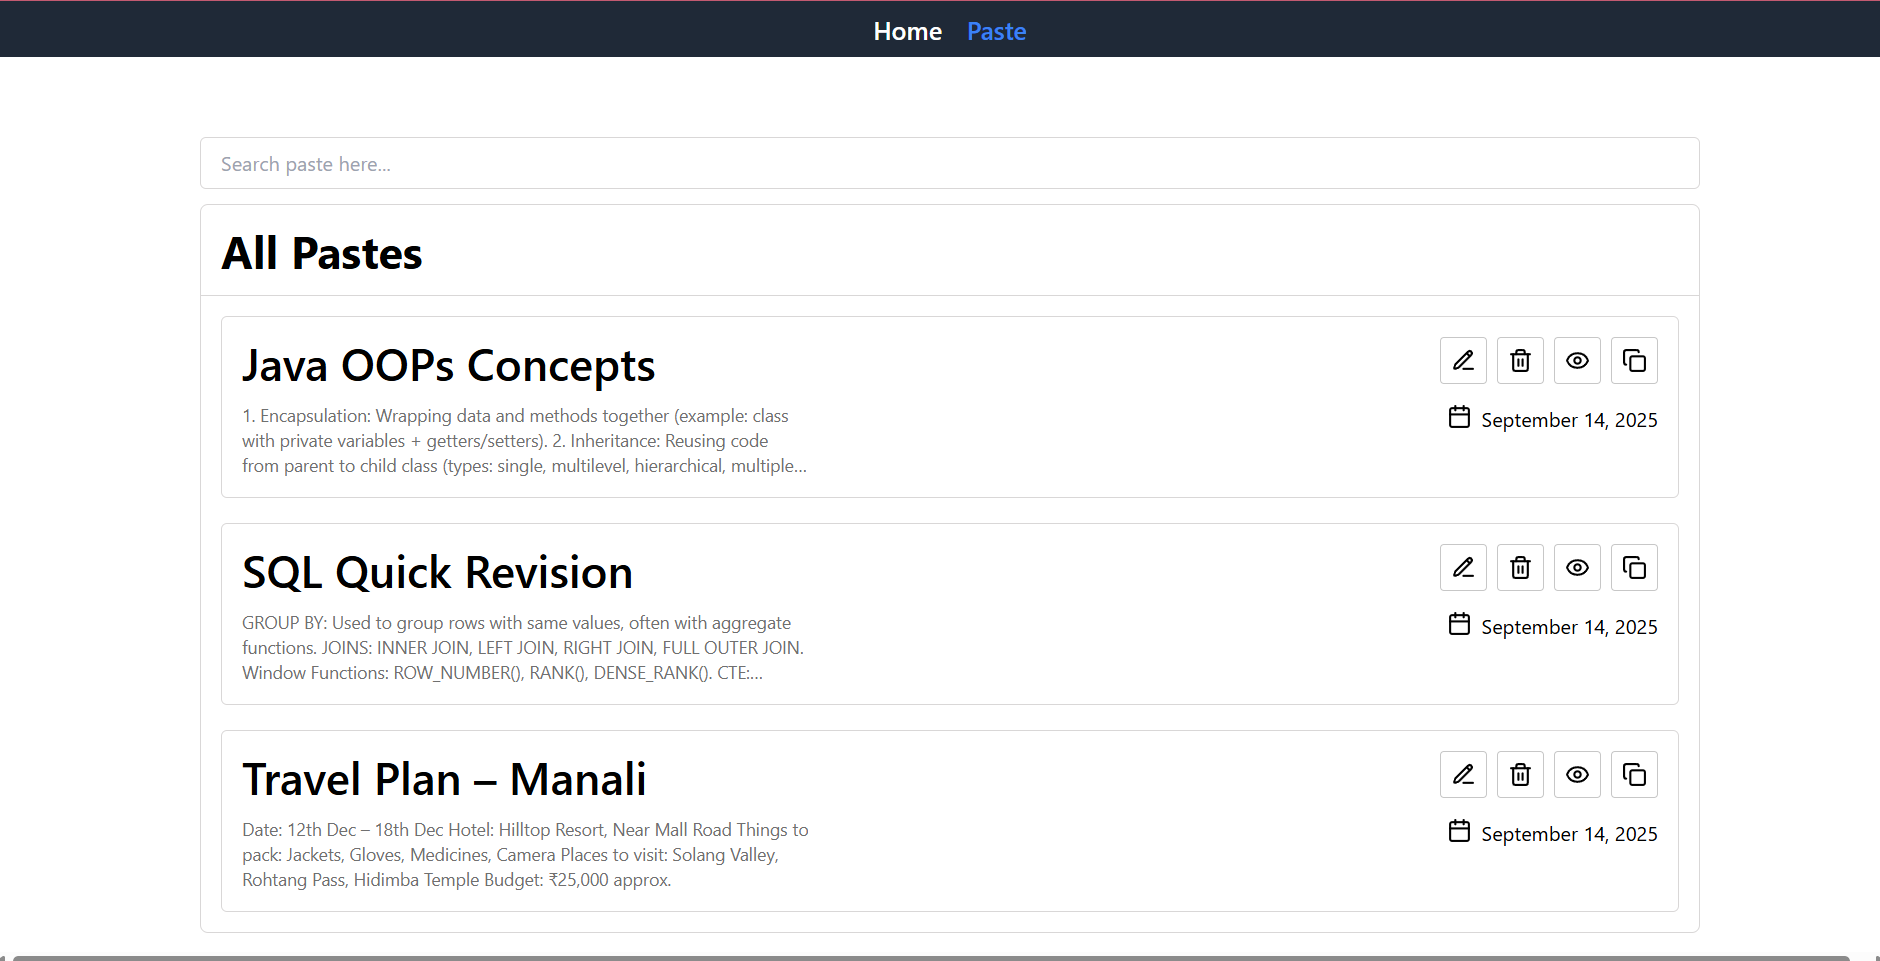 Home Paste
Search paste here...
All Pastes
Java OOPs Concepts
1. Encapsulation: Wrapping data and methods together (example: class
with private variables + getters/setters). 2. Inheritance: Reusing code
from parent to child class (types: single, multilevel, hierarchical, multiple...
September 14, 2025
SQL Quick Revision
GROUP BY: Used to group rows with same values, often with aggregate
functions. JOINS: INNER JOIN, LEFT JOIN, RIGHT JOIN, FULL OUTER JOIN.
Window Functions: ROW_NUMBER(), RANK(), DENSE_RANK(). CTE:...
September 14, 2025
Travel Plan – Manali
Date: 12th Dec – 18th Dec Hotel: Hilltop Resort, Near Mall Road Things to
pack: Jackets, Gloves, Medicines, Camera Places to visit: Solang Valley,
Rohtang Pass, Hidimba Temple Budget: ₹25,000 approx.
September 14, 2025